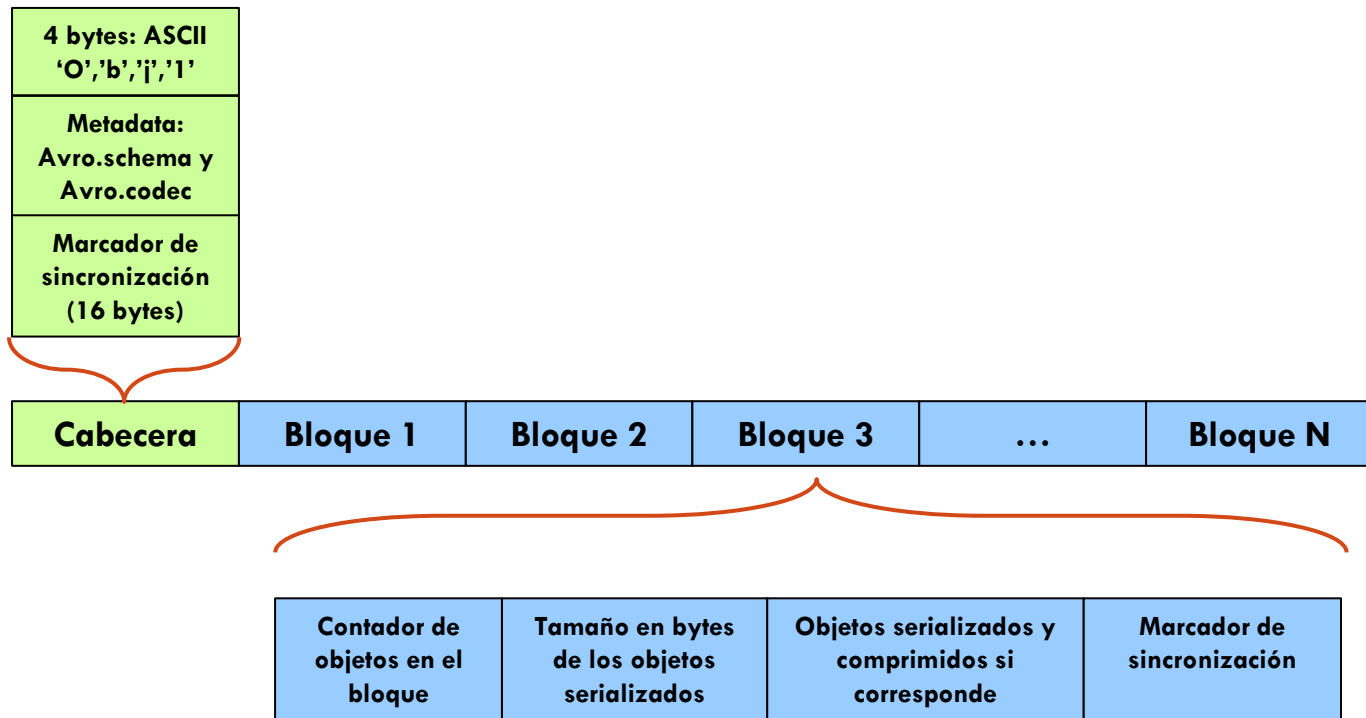 4 bytes: ASCII
‘O’,’b’,’j’,’1’
Metadata:
Avro.schema y
Avro.codec
Marcador de
sincronización
(16 bytes)
Cabecera
Bloque 1
Bloque 2
Bloque 3
...
Bloque N
Contador de
objetos en el
bloque
Tamaño en bytes
de los objetos
serializados
Objetos serializados y
comprimidos si
corresponde
Marcador de
sincronización